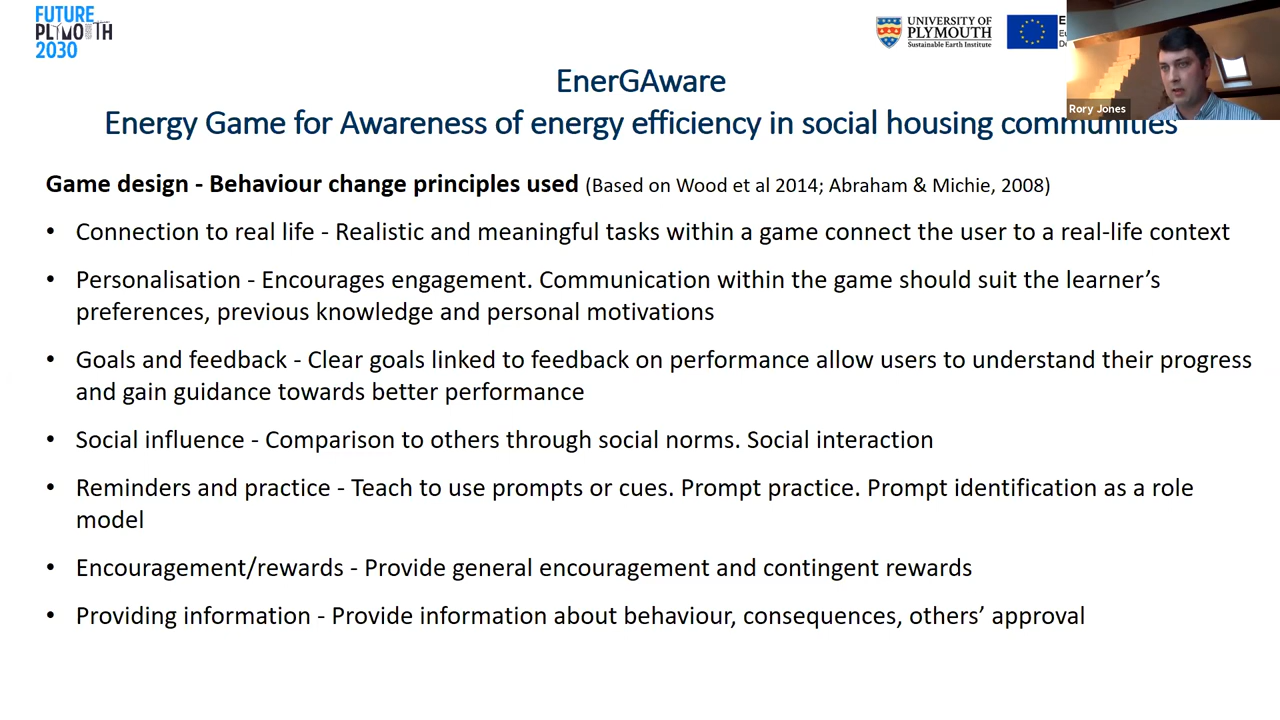 FUTURE
PLYMOUTH
2030
UNIVERSITY OF
PLYMOUTH
Sustainable Earth Institute
Rory Jones
EnerGAware
Energy Game for Awareness of energy efficiency in social housing communities
Game design - Behaviour change principles used (Based on Wood et al 2014; Abraham & Michie, 2008)
• Connection to real life - Realistic and meaningful tasks within a game connect the user to a real-life context
• Personalisation - Encourages engagement. Communication within the game should suit the learner’s
preferences, previous knowledge and personal motivations
• Goals and feedback - Clear goals linked to feedback on performance allow users to understand their progress
and gain guidance towards better performance
• Social influence - Comparison to others through social norms. Social interaction
• Reminders and practice - Teach to use prompts or cues. Prompt practice. Prompt identification as a role
model
• Encouragement/rewards - Provide general encouragement and contingent rewards
• Providing information - Provide information about behaviour, consequences, others’ approval